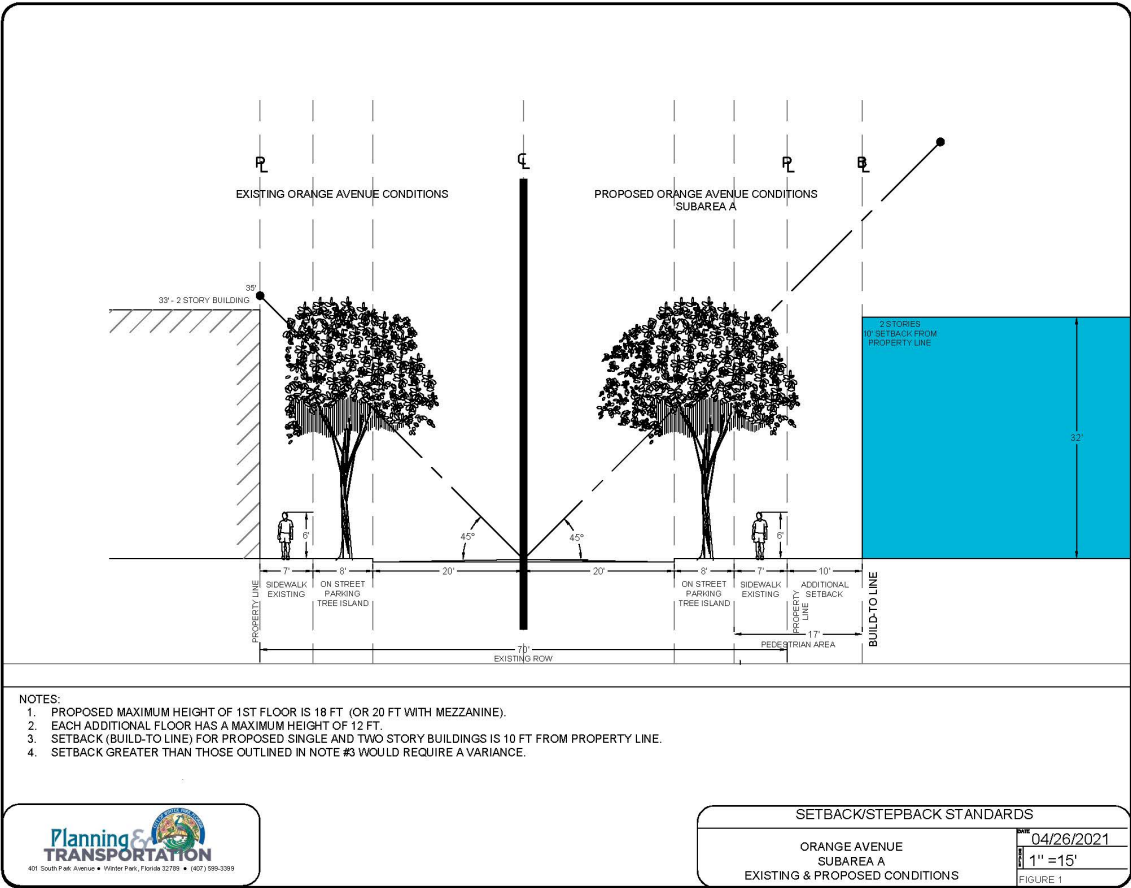 PL
CL
PL
BL
EXISTING ORANGE AVENUE CONDITIONS
PROPOSED ORANGE AVENUE CONDITIONS
SUBAREA A
35'
33' - 2 STORY BUILDING
2 STORIES
10' SETBACK FROM
PROPERTY LINE
32'
6'
45°
45°
6'
7'
8'
20'
20'
8'
7'
10'
PROPERTY LINE
SIDEWALK
EXISTING
ON STREET
PARKING
TREE ISLAND
ON STREET
PARKING
TREE ISLAND
SIDEWALK
EXISTING
PROPERTY
LINE
ADDITIONAL
SETBACK
BUILD-TO LINE
17'
PEDESTRIAN AREA
70'
EXISTING ROW
NOTES:
1. PROPOSED MAXIMUM HEIGHT OF 1ST FLOOR IS 18 FT (OR 20 FT WITH MEZZANINE).
2. EACH ADDITIONAL FLOOR HAS A MAXIMUM HEIGHT OF 12 FT.
3. SETBACK (BUILD-TO LINE) FOR PROPOSED SINGLE AND TWO STORY BUILDINGS IS 10 FT FROM PROPERTY LINE.
4. SETBACK GREATER THAN THOSE OUTLINED IN NOTE #3 WOULD REQUIRE A VARIANCE.
Planning &
TRANSPORTATION
401 South Park Avenue • Winter Park, Florida 32789 • (407) 599-3399
SETBACK/STEPBACK STANDARDS
ORANGE AVENUE
SUBAREA A
EXISTING & PROPOSED CONDITIONS
DATE
04/26/2021
1" =15'
FIGURE 1